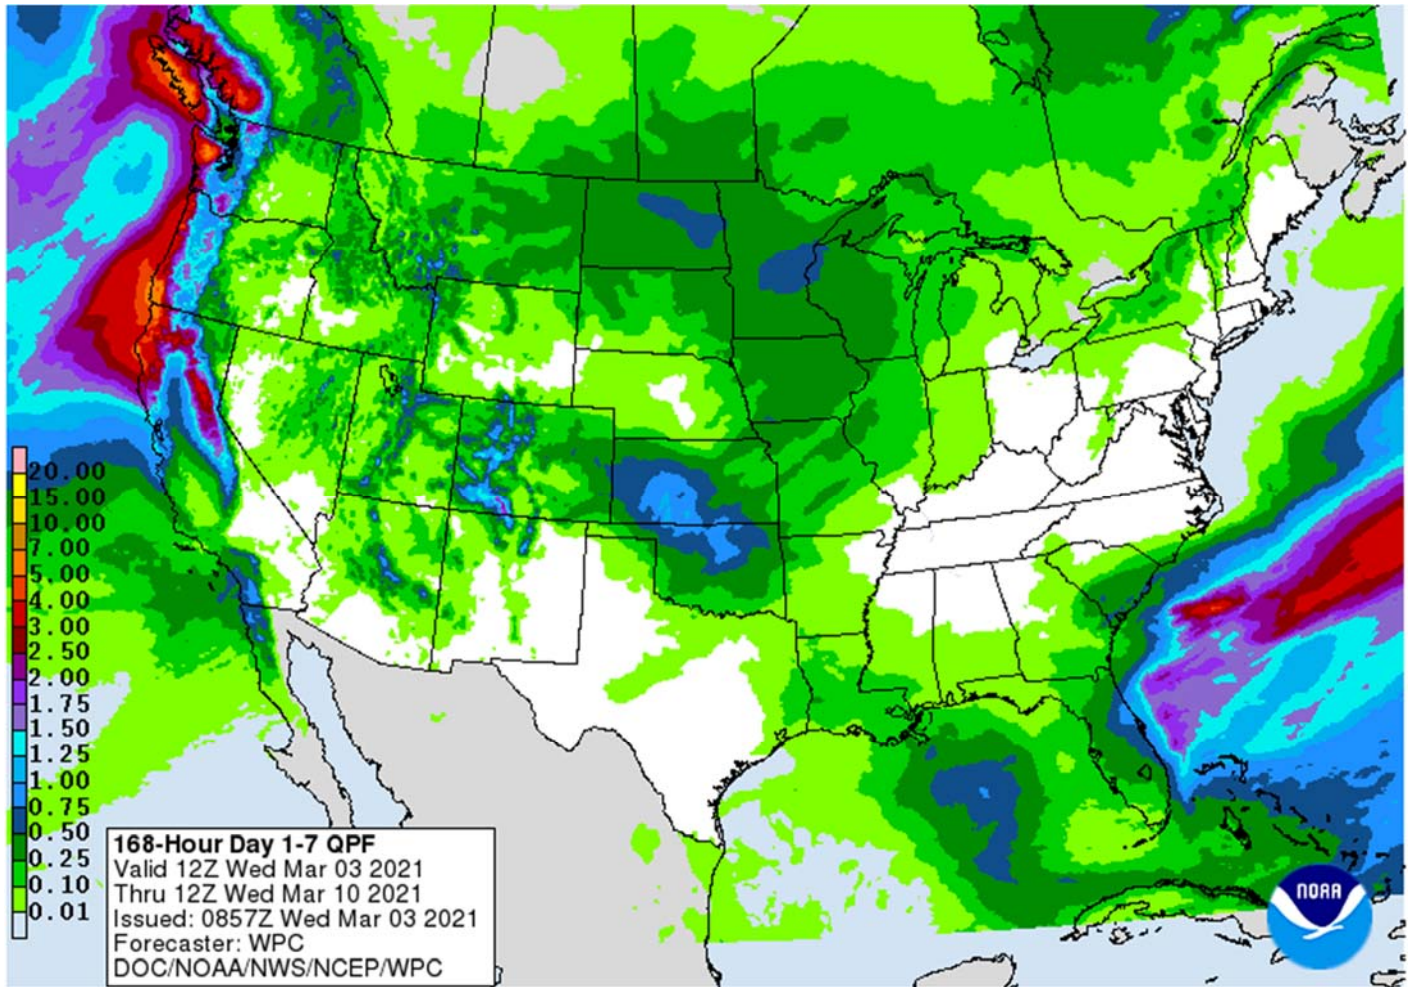 20.00
15.00
10.00
7.00
5.00
4.00
3.00
2.50
2.00
1.75
1.50
1.25
1.00
0.75
0.50
0.25
0.10
0.01
168-Hour Day 1-7 QPF
Valid 12Z Wed Mar 03 2021
Thru 12Z Wed Mar 10 2021
Issued: 0857Z Wed Mar 03 2021
Forecaster: WPC
DOC/NOAA/NWS/NCEP/WPC
NOAA